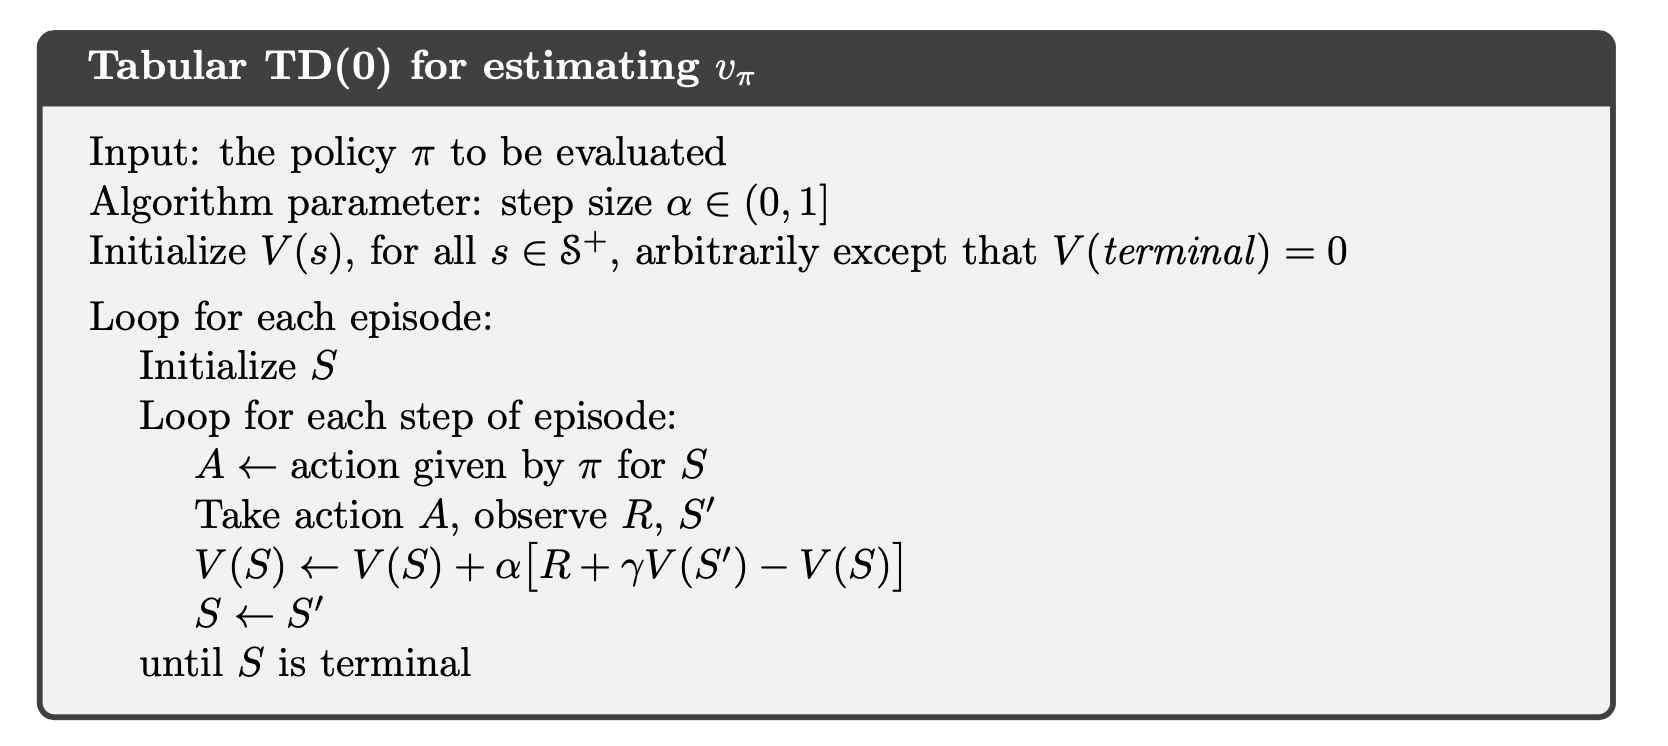 Tabular TD(0) for estimating $v_\pi$
Input: the policy $\pi$ to be evaluated
Algorithm parameter: step size $\alpha \in (0, 1]$
Initialize $V(s)$, for all $s \in \mathcal{S}^+$, arbitrarily except that $V(terminal) = 0$
Loop for each episode:
Initialize $S$
Loop for each step of episode:
$A \leftarrow$ action given by $\pi$ for $S$
Take action $A$, observe $R$, $S'$
$V(S) \leftarrow V(S) + \alpha[R + \gamma V(S') - V(S)]$
$S \leftarrow S'$
until $S$ is terminal